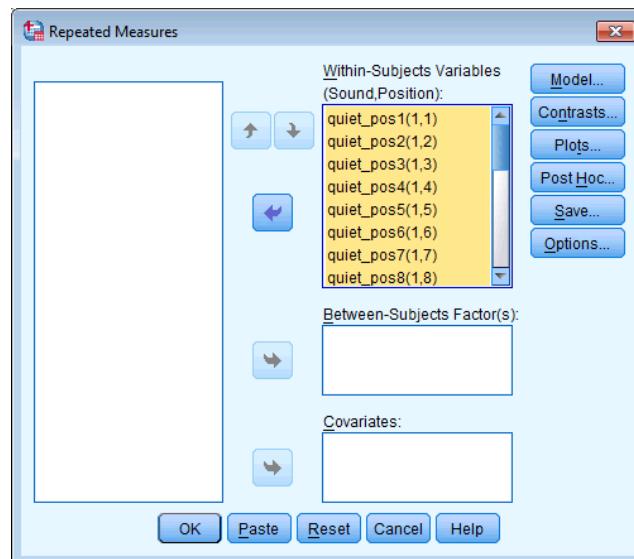 Repeated Measures
Within-Subjects Variables
(Sound,Position):
quiet_pos1(1,1)
quiet_pos2(1,2)
quiet_pos3(1,3)
quiet_pos4(1,4)
quiet_pos5(1,5)
quiet_pos6(1,6)
quiet_pos7(1,7)
quiet_pos8(1,8)
Model...
Contrasts...
Plots...
Post Hoc...
Save...
Options...
Between-Subjects Factor(s):
Covariates:
OK Paste Reset Cancel Help